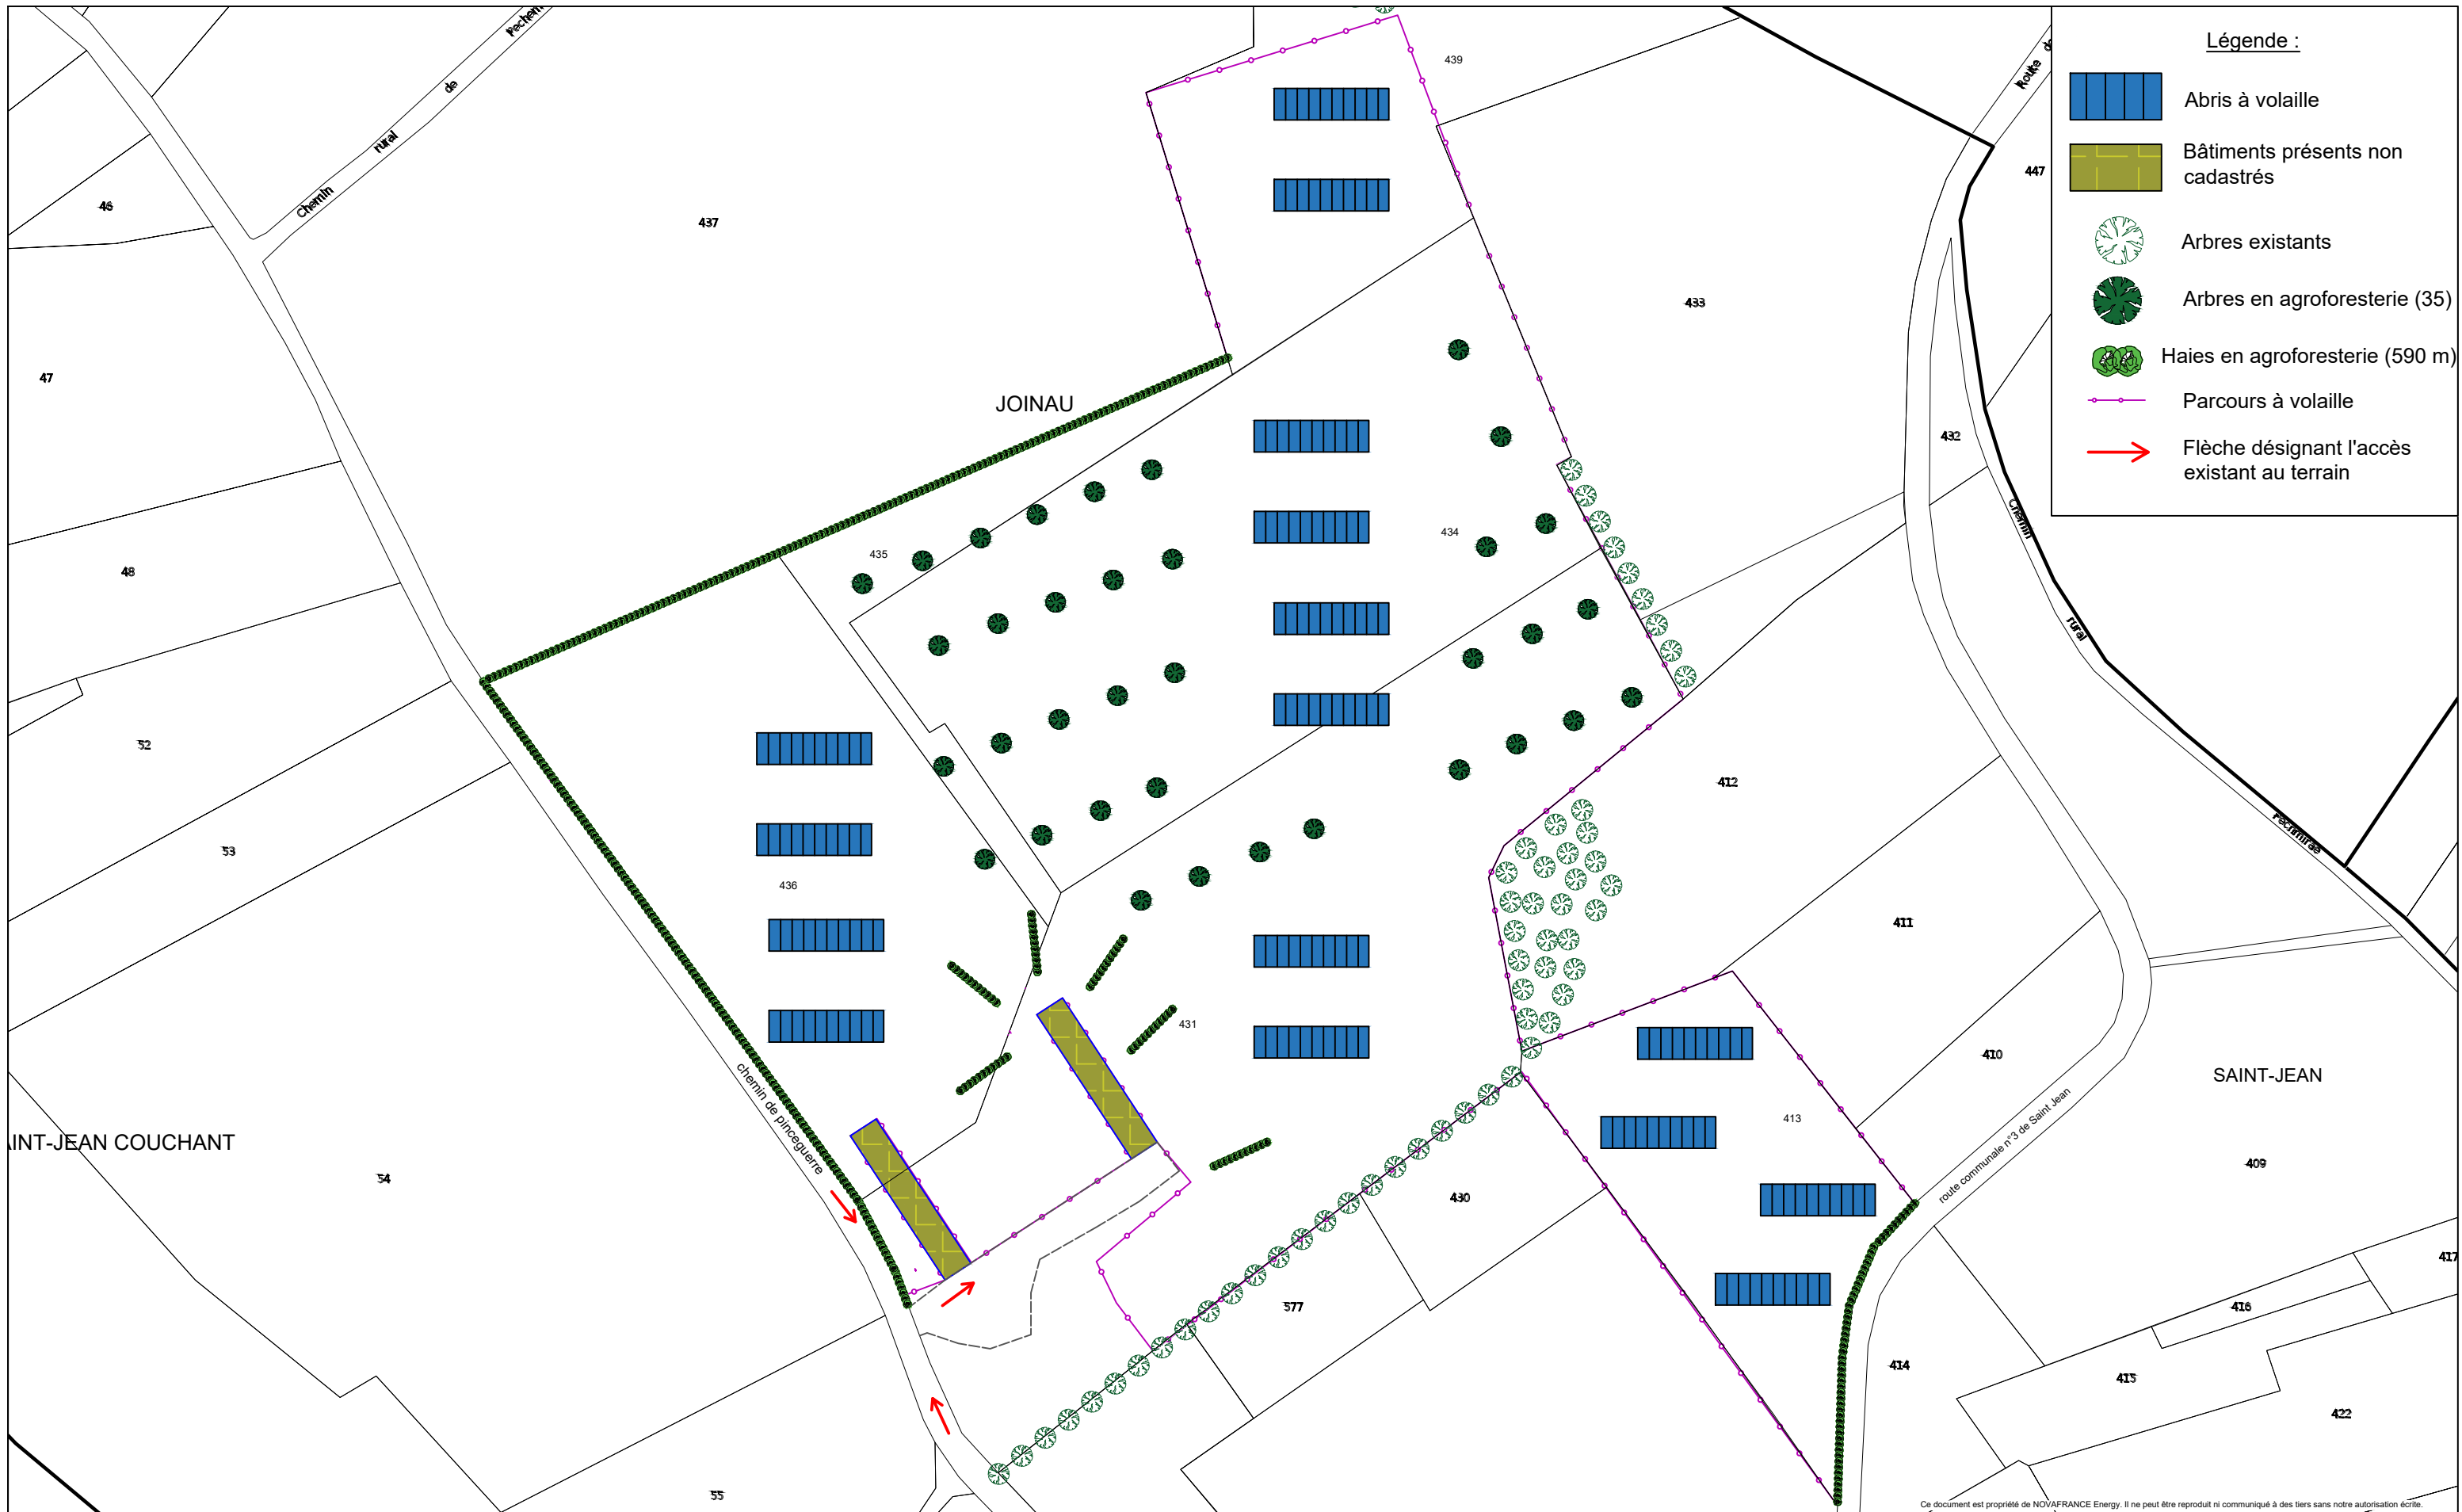 Légende :
Abris à volaille
Bâtiments présents non
cadastrés
Arbres existants
Arbres en agroforesterie (35)
Haies en agroforesterie (590 m)
Parcours à volaille
Flèche désignant l'accès
existant au terrain
Chemin
rural
de
Route
439
447
46
437
433
47
JOINAU
432
Chemin
435
434
48
rural
52
412
53
436
411
431
410
SAINT-JEAN
chemin de pinceguerre
413
route communale n°3 de Saint Jean
INT-JEAN COUCHANT
54
430
409
417
577
416
414
415
422
55
Ce document est propriété de NOVAFRANCE Energy. Il ne peut être reproduit ni communiqué à des tiers sans notre autorisation écrite.